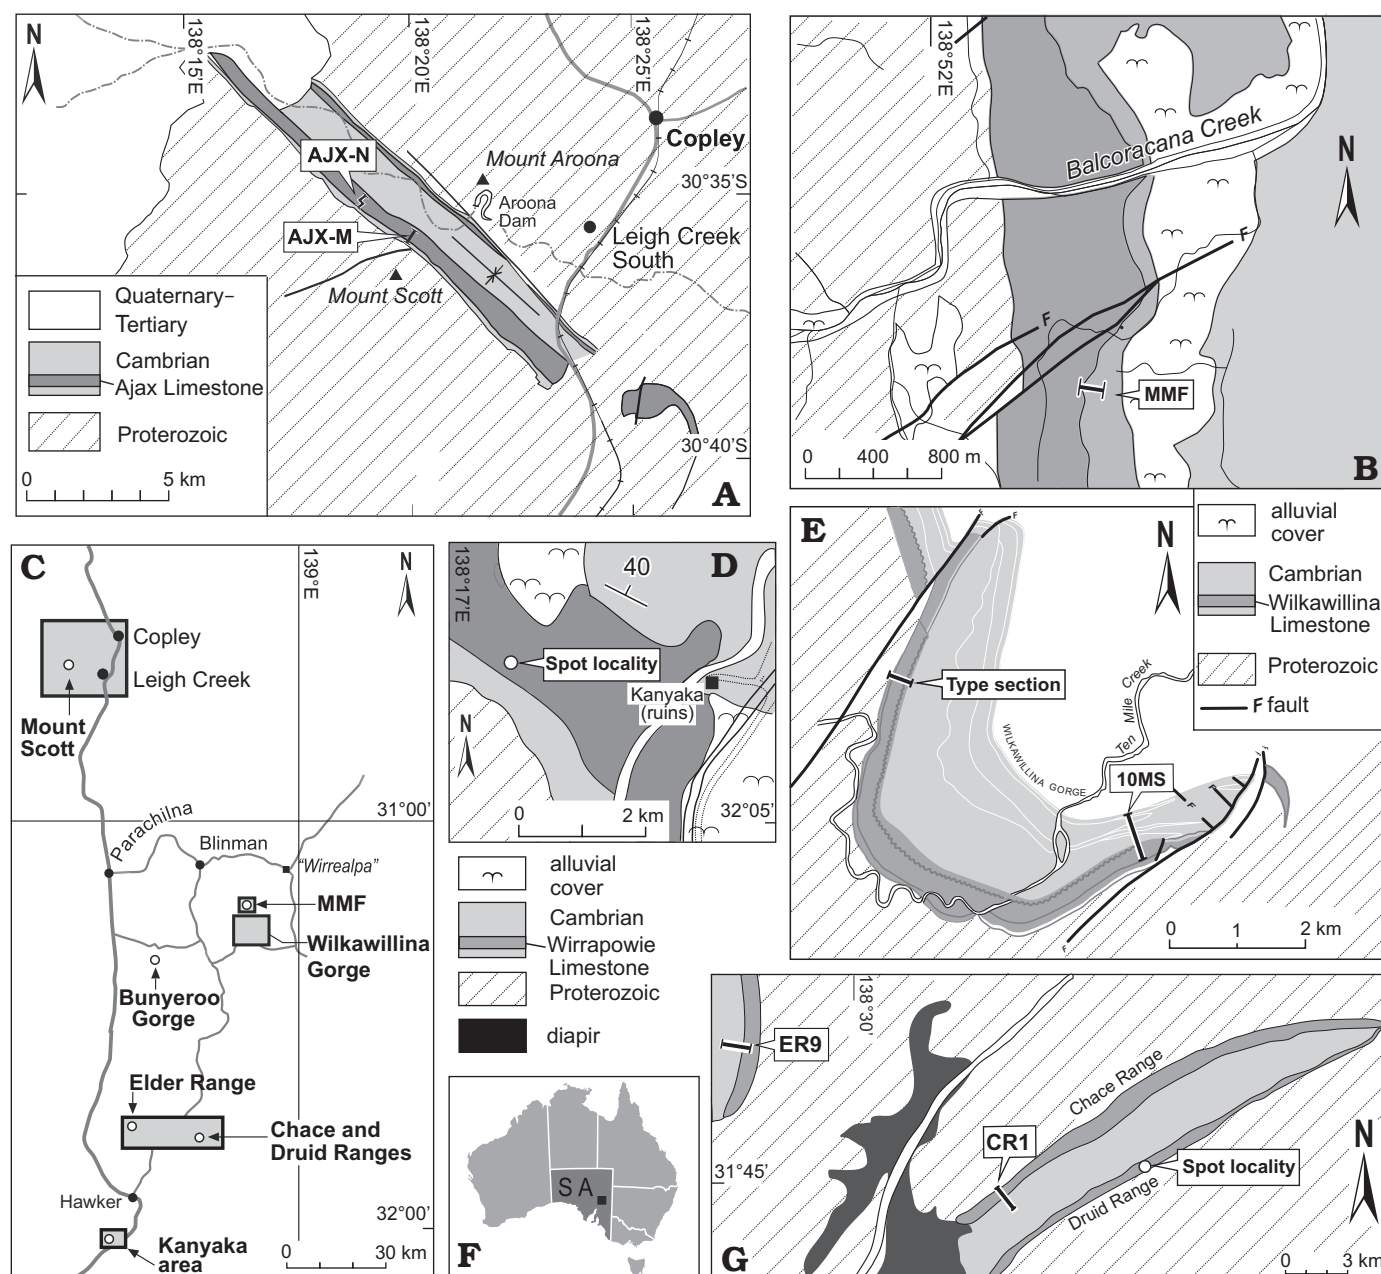 N
138°15'E
138°20'E
138°25'E
AJX-N
Mount Aroona
Copley
30°35'S
Aroona
Dam
Leigh Creek
South
AJX-M
Mount Scott
Quaternary–
Tertiary
Cambrian
Ajax Limestone
Proterozoic
0 5 km
30°40'S
A
138°52'E
Balcoracana Creek
N
F
F
MMF
0 400 800 m
B
C
139°E
N
Copley
Leigh Creek
Mount
Scott
31°00'
Parachilna
Blinman
"Wirrealpa"
MMF
Wilkawillina
Gorge
Bunyeroo
Gorge
Elder Range
Chace and
Druid Ranges
Hawker
32°00'
Kanyaka
area
0 30 km
138°17'E
40
D
Spot locality
Kanyaka
(ruins)
N
0 2 km
32°05'
alluvial
cover
Cambrian
Wirrapowie
Limestone
Proterozoic
diapir
E
F
F
N
Type section
Ten Mile Creek
WILKAWILLINA GORGE
10MS
F
F
F
0 1 2 km
alluvial
cover
Cambrian
Wilkawillina
Limestone
Proterozoic
F fault
SA
F
138°30'
ER9
Chace Range
CR1
31°45'
Spot locality
Druid Range
N
G
0 3 km